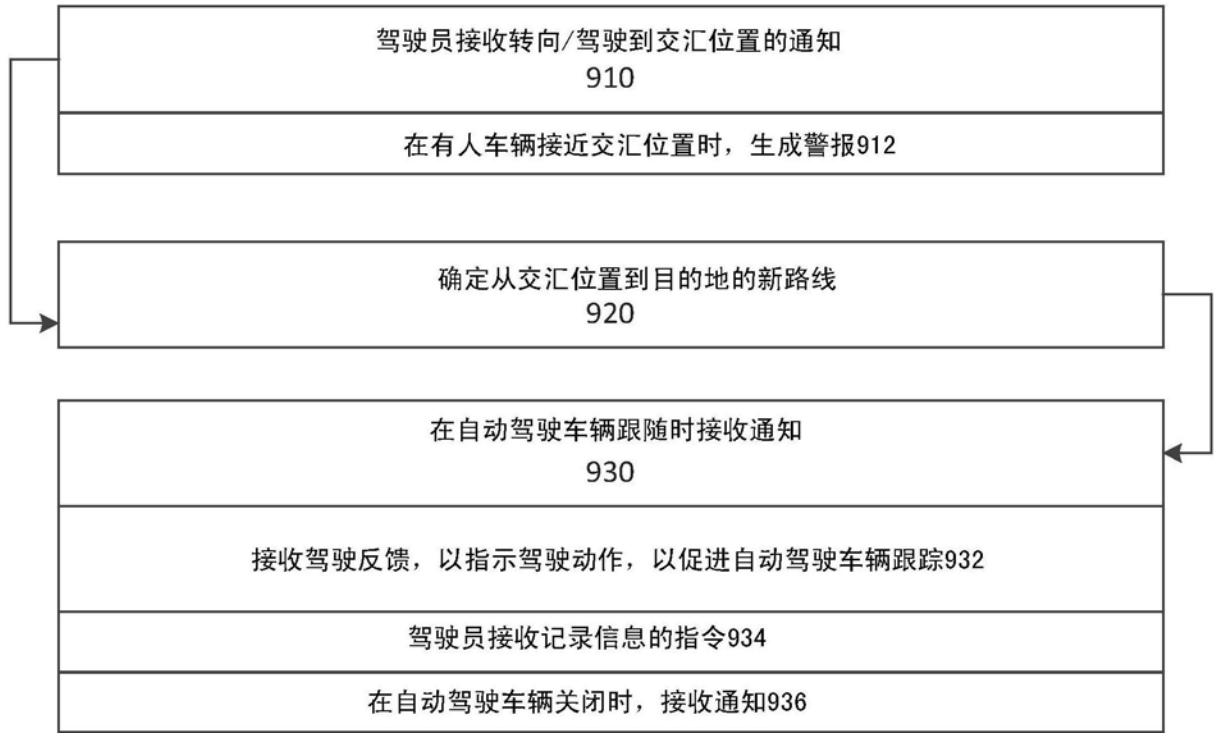 驾驶员接收转向/驾驶到交汇位置的通知
910
在有人车辆接近交汇位置时，生成警报912
确定从交汇位置到目的地的新路线
920
在自动驾驶车辆跟随时接收通知
930
接收驾驶反馈，以指示驾驶动作，以促进自动驾驶车辆跟踪932
驾驶员接收记录信息的指令934
在自动驾驶车辆关闭时，接收通知936